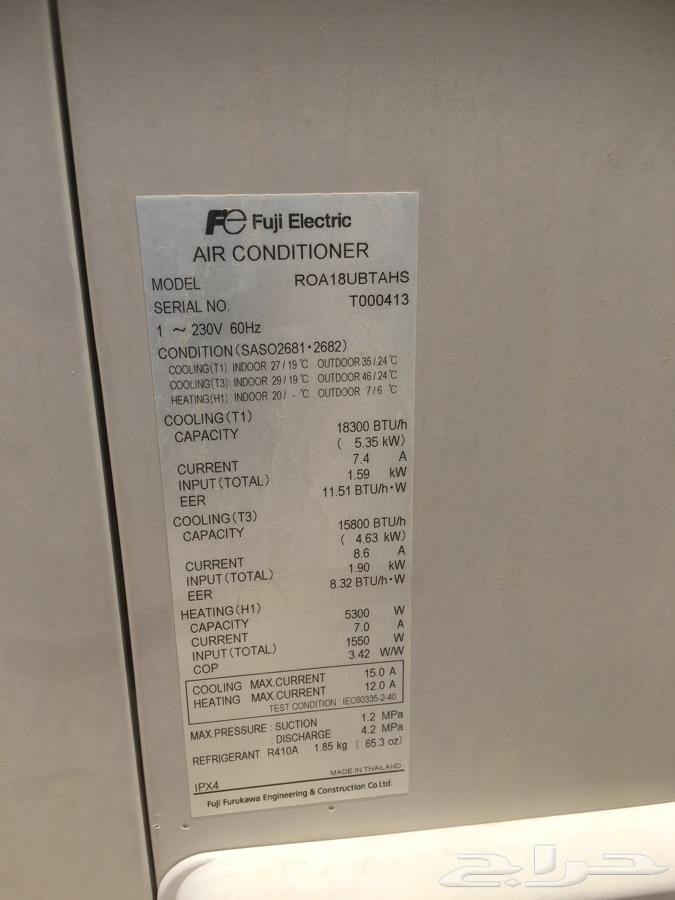 Fe Fuji Electric
AIR CONDITIONER
MODEL ROA18UBTAHS
SERIAL NO. T000413
1 ~ 230V 60Hz
CONDITION(SASO2681・2682)
COOLING(T1): INDOOR 27/19 ℃ OUTDOOR 35/24 ℃
COOLING(T3): INDOOR 29/19 ℃ OUTDOOR 46/24 ℃
HEATING(H1): INDOOR 20/ - ℃ OUTDOOR 7/6 ℃
COOLING(T1)
CAPACITY 18300 BTU/h
( 5.35 kW)
CURRENT 7.4 A
INPUT(TOTAL) 1.59 kW
EER 11.51 BTU/h・W
COOLING(T3)
CAPACITY 15800 BTU/h
( 4.63 kW)
CURRENT 8.6 A
INPUT(TOTAL) 1.90 kW
EER 8.32 BTU/h・W
HEATING(H1)
CAPACITY 5300 W
CURRENT 7.0 A
INPUT(TOTAL) 1550 W
COP 3.42 W/W
COOLING MAX.CURRENT 15.0 A
HEATING MAX.CURRENT 12.0 A
TEST CONDITION : IEC60335-2-40
MAX.PRESSURE : SUCTION 1.2 MPa
: DISCHARGE 4.2 MPa
REFRIGERANT R410A 1.85 kg ( 65.3 oz)
MADE IN THAILAND
IPX4
Fuji Furukawa Engineering & Construction Co.Ltd.
حراج